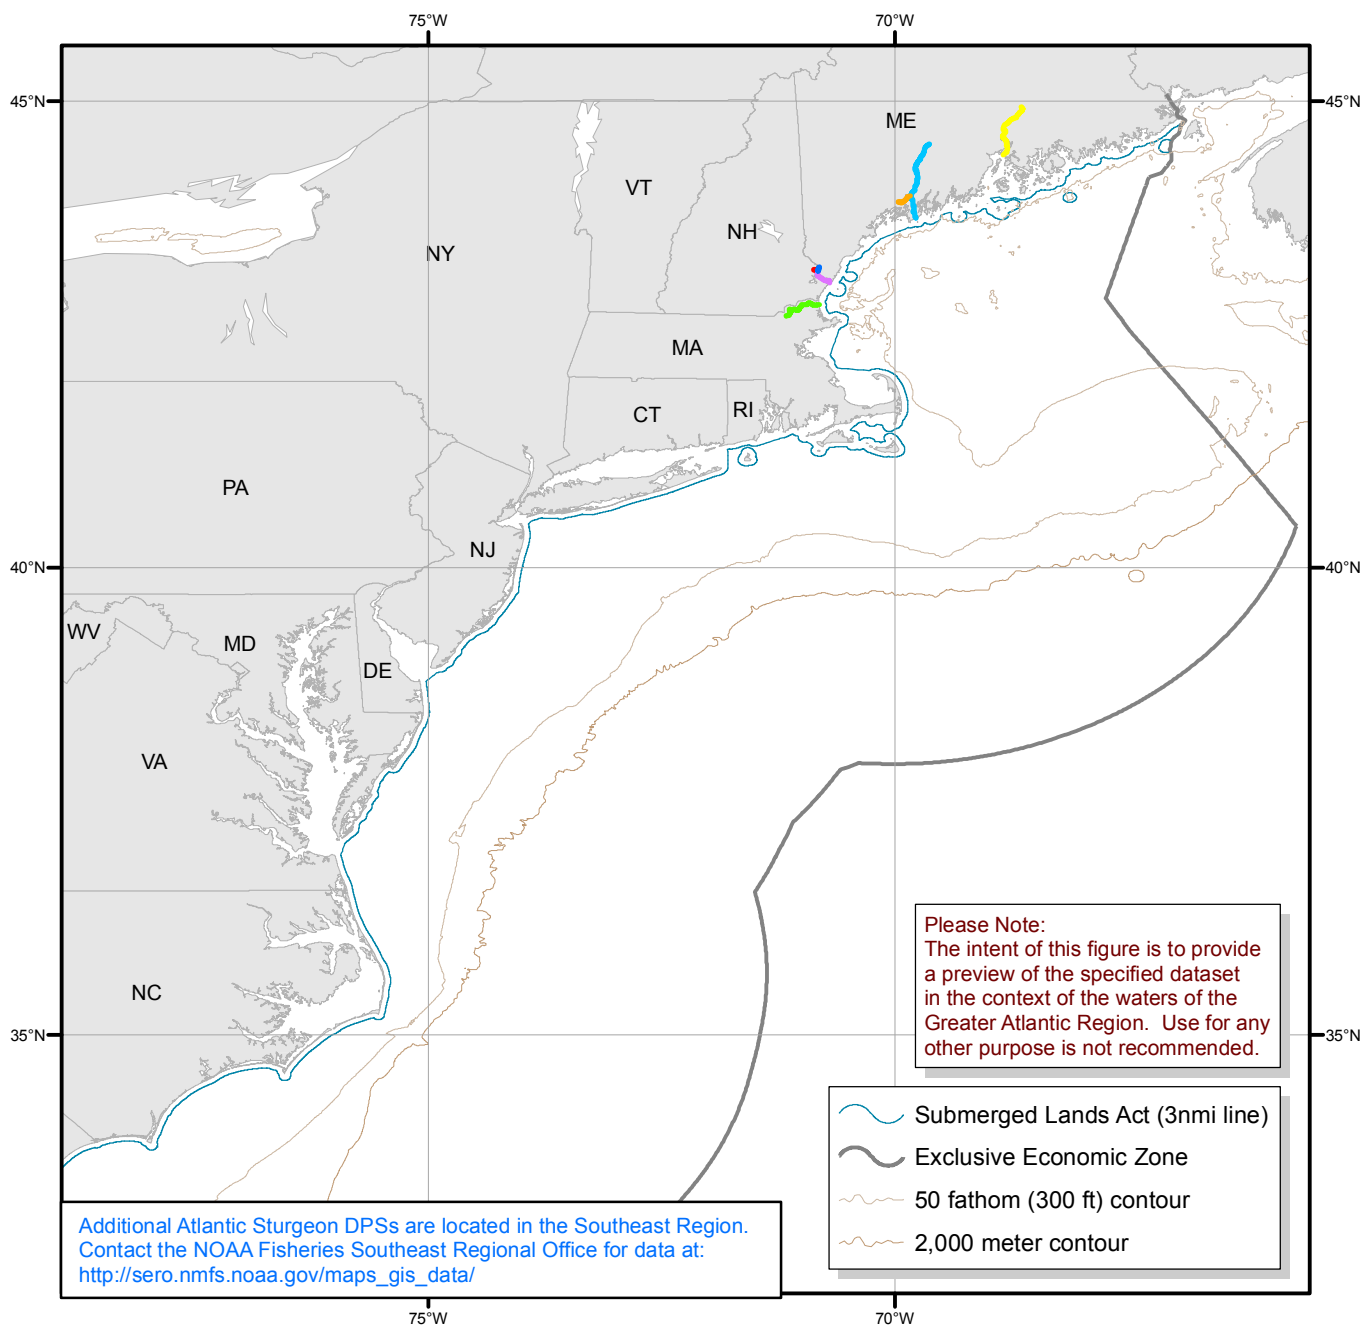 75°W 70°W
45°N 45°N
ME
VT
NH
NY
MA
CT RI
PA
NJ
40°N 40°N
WV
MD
DE
VA
Please Note:
The intent of this figure is to provide
a preview of the specified dataset
in the context of the waters of the
Greater Atlantic Region. Use for any
other purpose is not recommended.
NC
35°N 35°N
Submerged Lands Act (3nmi line)
Exclusive Economic Zone
50 fathom (300 ft) contour
2,000 meter contour
Additional Atlantic Sturgeon DPSs are located in the Southeast Region.
Contact the NOAA Fisheries Southeast Regional Office for data at:
http://sero.nmfs.noaa.gov/maps_gis_data/
75°W 70°W